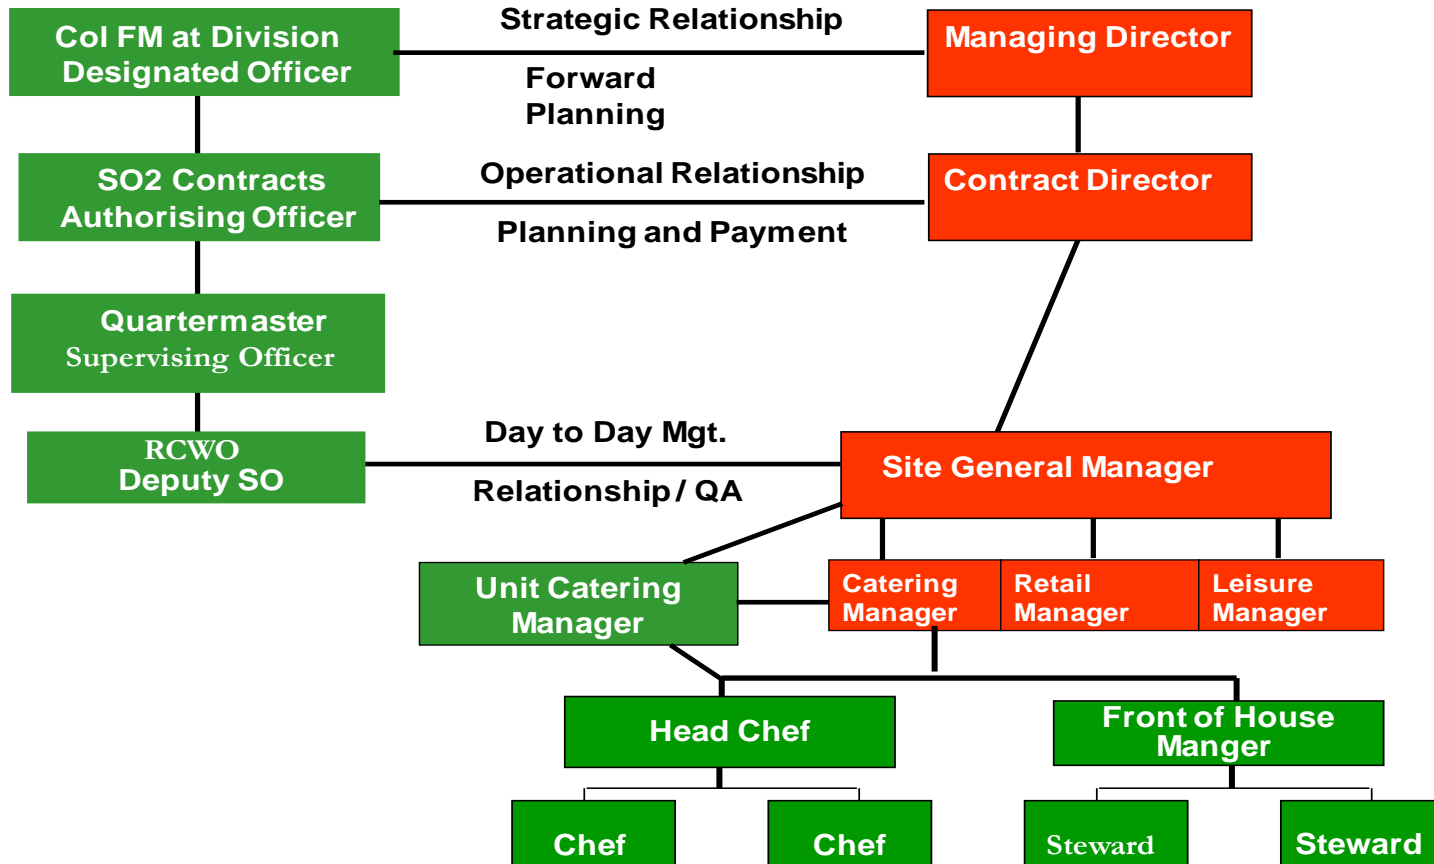 Col FM at Division
Designated Officer
Strategic Relationship
Forward
Planning
Managing Director
SO2 Contracts
Authorising Officer
Operational Relationship
Planning and Payment
Contract Director
Quartermaster
Supervising Officer
RCWO
Deputy SO
Day to Day Mgt.
Relationship / QA
Site General Manager
Unit Catering
Manager
Catering
Manager
Retail
Manager
Leisure
Manager
Head Chef
Front of House
Manger
Chef
Chef
Steward
Steward